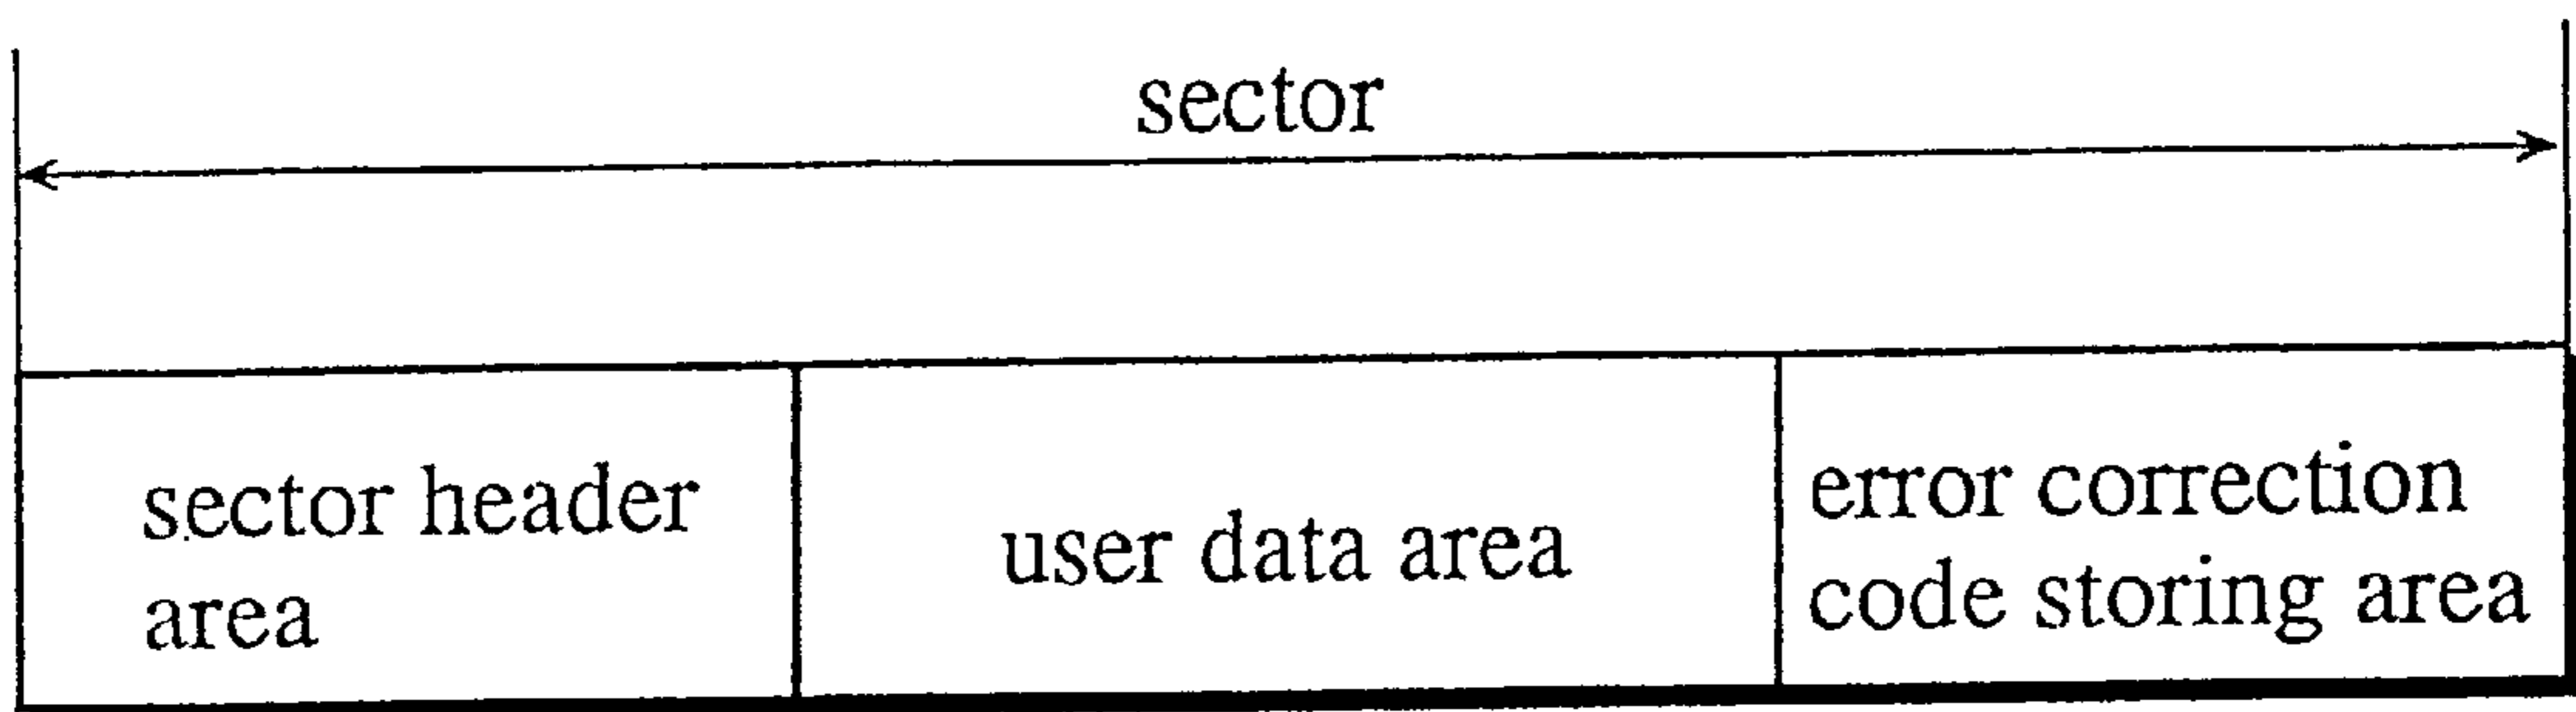 sector
sector header
area
user data area
error correction
code storing area